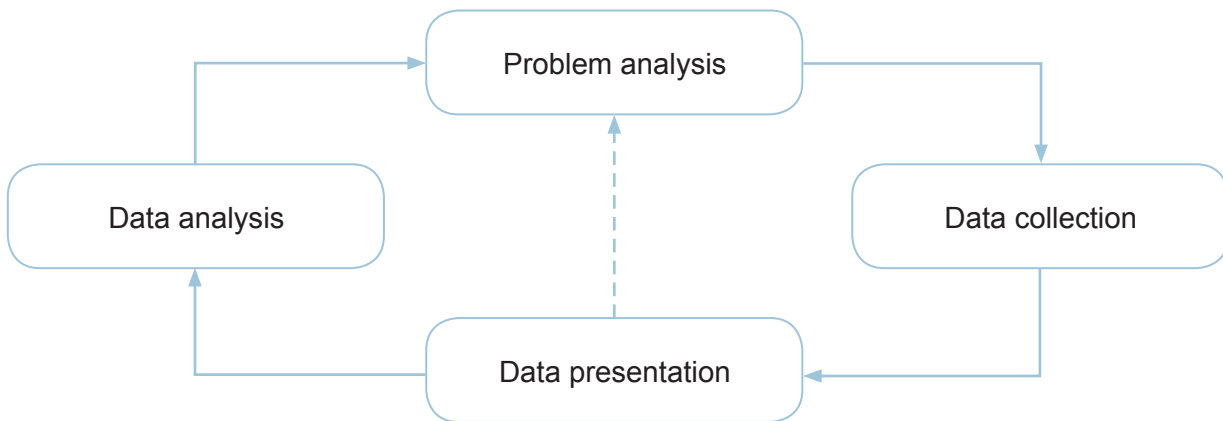 Problem analysis
Data analysis
Data collection
Data presentation